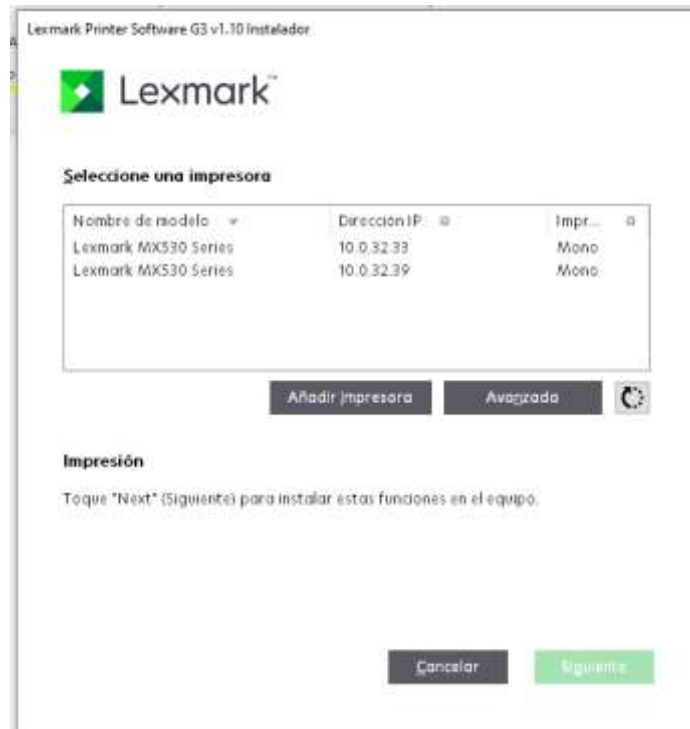 Lexmark Printer Software G3 v1.10 Instalador
Lexmark™
Seleccione una impresora
Nombre de modelo Dirección IP Impr...
Lexmark MX530 Series 10.0.32.33 Mono
Lexmark MX530 Series 10.0.32.39 Mono
Añadir impresora Avanzado
Impresión
Toque "Next" (Siguiente) para instalar estas funciones en el equipo.
Cancelar Siguiente